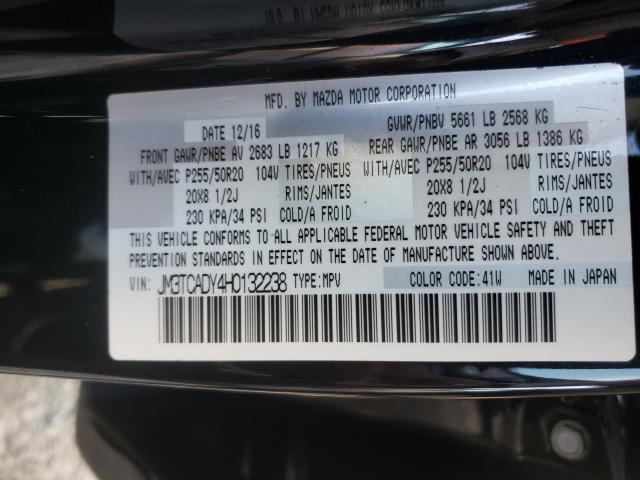 MFD. BY MAZDA MOTOR CORPORATION
DATE 12/16 GVWR/PNBV 5661 LB 2568 KG
FRONT GAWR/PNBE AV 2683 LB 1217 KG REAR GAWR/PNBE AR 3056 LB 1386 KG
WITH/AVEC P255/50R20 104V TIRES/PNEUS WITH/AVEC P255/50R20 104V TIRES/PNEUS
20X8 1/2J RIMS/JANTES 20X8 1/2J RIMS/JANTES
230 KPA/34 PSI COLD/A FROID 230 KPA/34 PSI COLD/A FROID
THIS VEHICLE CONFORMS TO ALL APPLICABLE FEDERAL MOTOR VEHICLE SAFETY AND THEFT
PREVENTION STANDARDS IN EFFECT ON THE DATE OF MANUFACTURE SHOWN ABOVE.
VIN: JM3TCADY4H0132238 TYPE:MPV COLOR CODE:41W MADE IN JAPAN